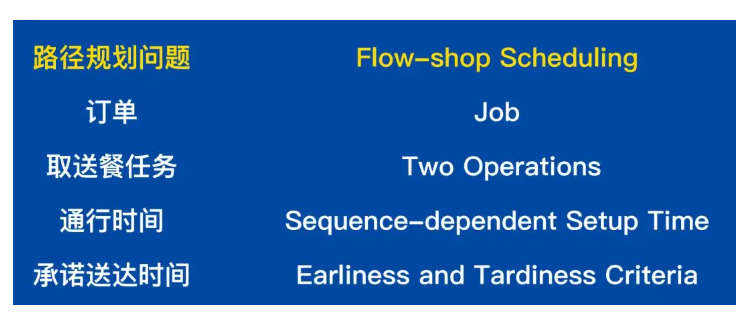 路径规划问题 Flow-shop Scheduling
订单 Job
取送餐任务 Two Operations
通行时间 Sequence-dependent Setup Time
承诺送达时间 Earliness and Tardiness Criteria